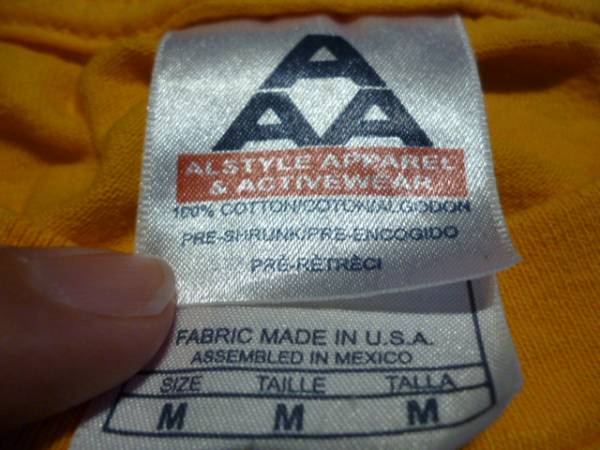 A
A A
ALSTYLE APPAREL
& ACTIVEWEAR
100% COTTON/COTON/ALGODON
PRE-SHRUNK/PRE-ENCOGIDO
PRÉ-RÉTRÉCI
FABRIC MADE IN U.S.A.
ASSEMBLED IN MEXICO
SIZE TAILLE TALLA
M M M